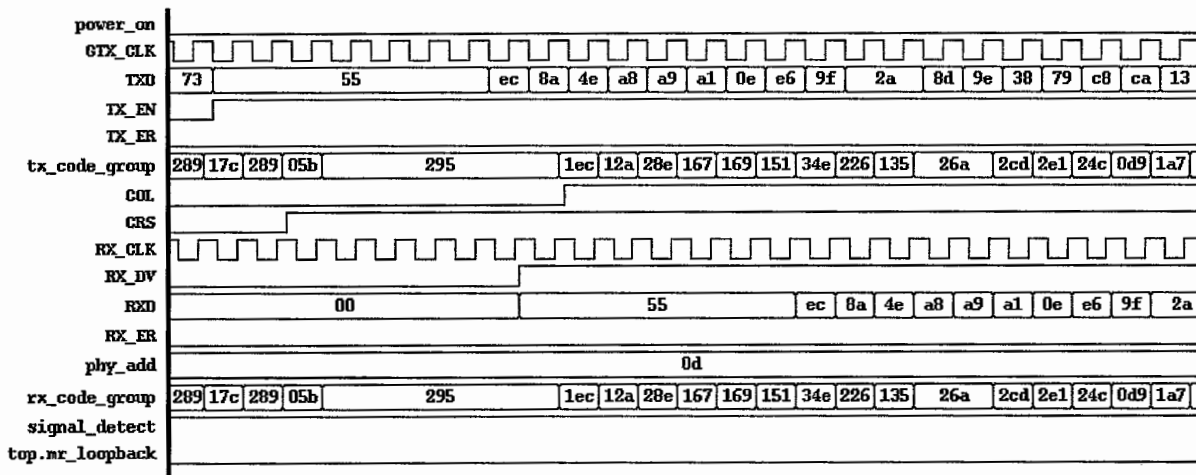 power_on
GTX_CLK
TXD 73 55 ec 8a 4e a8 a9 a1 0e e6 9f 2a 8d 9e 38 79 c8 ca 13
TX_EN
TX_ER
tx_code_group 289 17c 289 05b 295 1ec 12a 28e 167 169 151 34e 226 135 26a 2cd 2e1 24c 0d9 1a7
COL
CRS
RX_CLK
RX_DV
RXD 00 55 ec 8a 4e a8 a9 a1 0e e6 9f 2a
RX_ER
phy_add 0d
rx_code_group 289 17c 289 05b 295 1ec 12a 28e 167 169 151 34e 226 135 26a 2cd 2e1 24c 0d9 1a7
signal_detect
top.mr_loopback